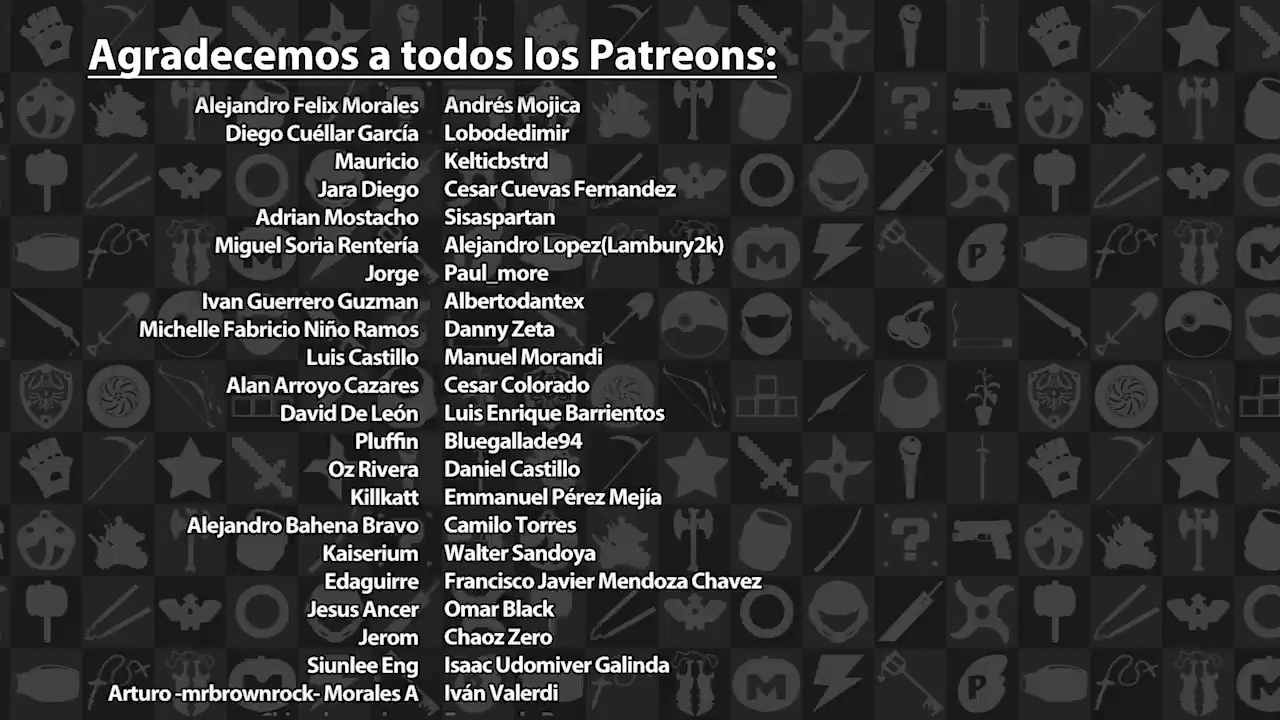 Agradecemos a todos los Patreons:
Alejandro Felix Morales Andrés Mojica
Diego Cuéllar García Lobodedimir
Mauricio Kelticbstrd
Jara Diego Cesar Cuevas Fernandez
Adrian Mostacho Sisaspartan
Miguel Soria Rentería Alejandro Lopez(Lambury2k)
Jorge Paul_more
Ivan Guerrero Guzman Albertodantex
Michelle Fabricio Niño Ramos Danny Zeta
Luis Castillo Manuel Morandi
Alan Arroyo Cazares Cesar Colorado
David De León Luis Enrique Barrientos
Pluffin Bluegallade94
Oz Rivera Daniel Castillo
Killkatt Emmanuel Pérez Mejía
Alejandro Bahena Bravo Camilo Torres
Kaiserium Walter Sandoya
Edaguirre Francisco Javier Mendoza Chavez
Jesus Ancer Omar Black
Jerom Chaoz Zero
Siunlee Eng Isaac Udomiver Galinda
Arturo -mrbrownrock- Morales A Iván Valerdi